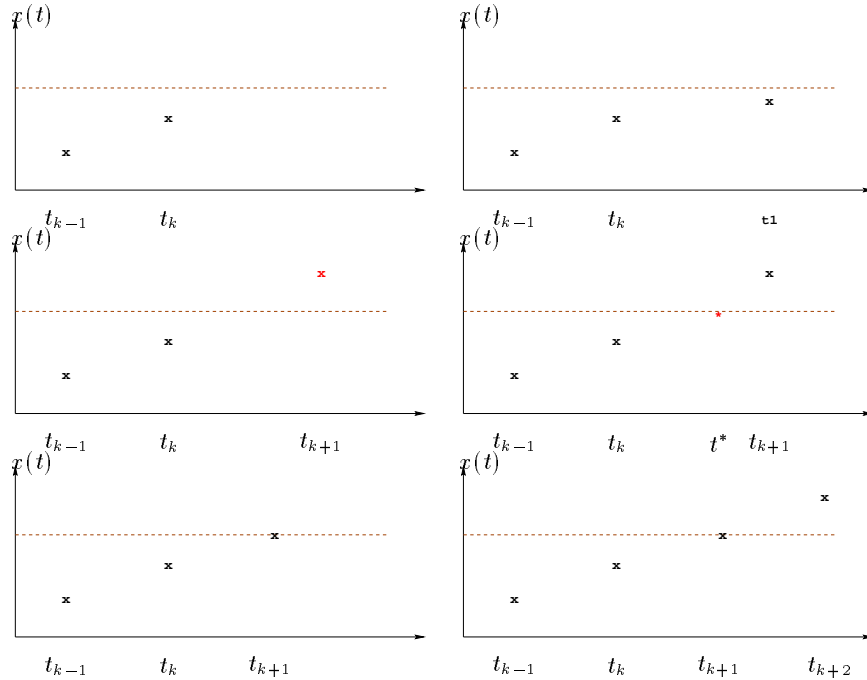 x(t) x(t)
x x x
x x
t_{k-1} t_k t_{k-1} t_k t1
x(t) x(t)
x x
*
x x
x x
t_{k-1} t_k t_{k+1} t_{k-1} t_k t^* t_{k+1}
x(t) x(t)
x
x x
x x
x x
t_{k-1} t_k t_{k+1} t_{k-1} t_k t_{k+1} t_{k+2}